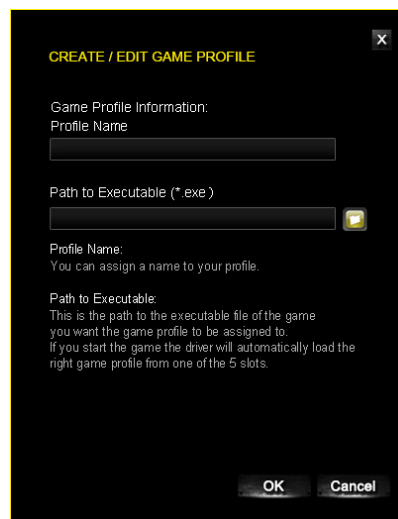 X
CREATE / EDIT GAME PROFILE
Game Profile Information:
Profile Name
Path to Executable (*.exe )
Profile Name:
You can assign a name to your profile.
Path to Executable:
This is the path to the executable file of the game
you want the game profile to be assigned to.
If you start the game the driver will automatically load the
right game profile from one of the 5 slots.
OK Cancel